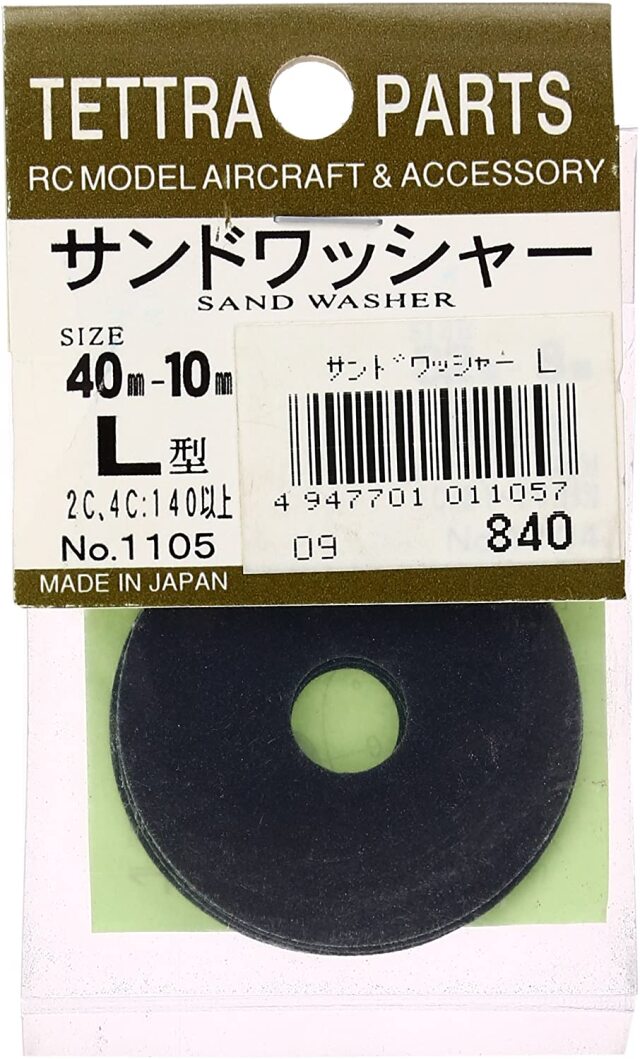 TETTRA PARTS
RC MODEL AIRCRAFT & ACCESSORY
サンドワッシャー
SAND WASHER
SIZE
40mm-10mm
L型
2C、4C:140以上
No.1105
MADE IN JAPAN
サンドワッシャー L
4 947701 011057
09 840